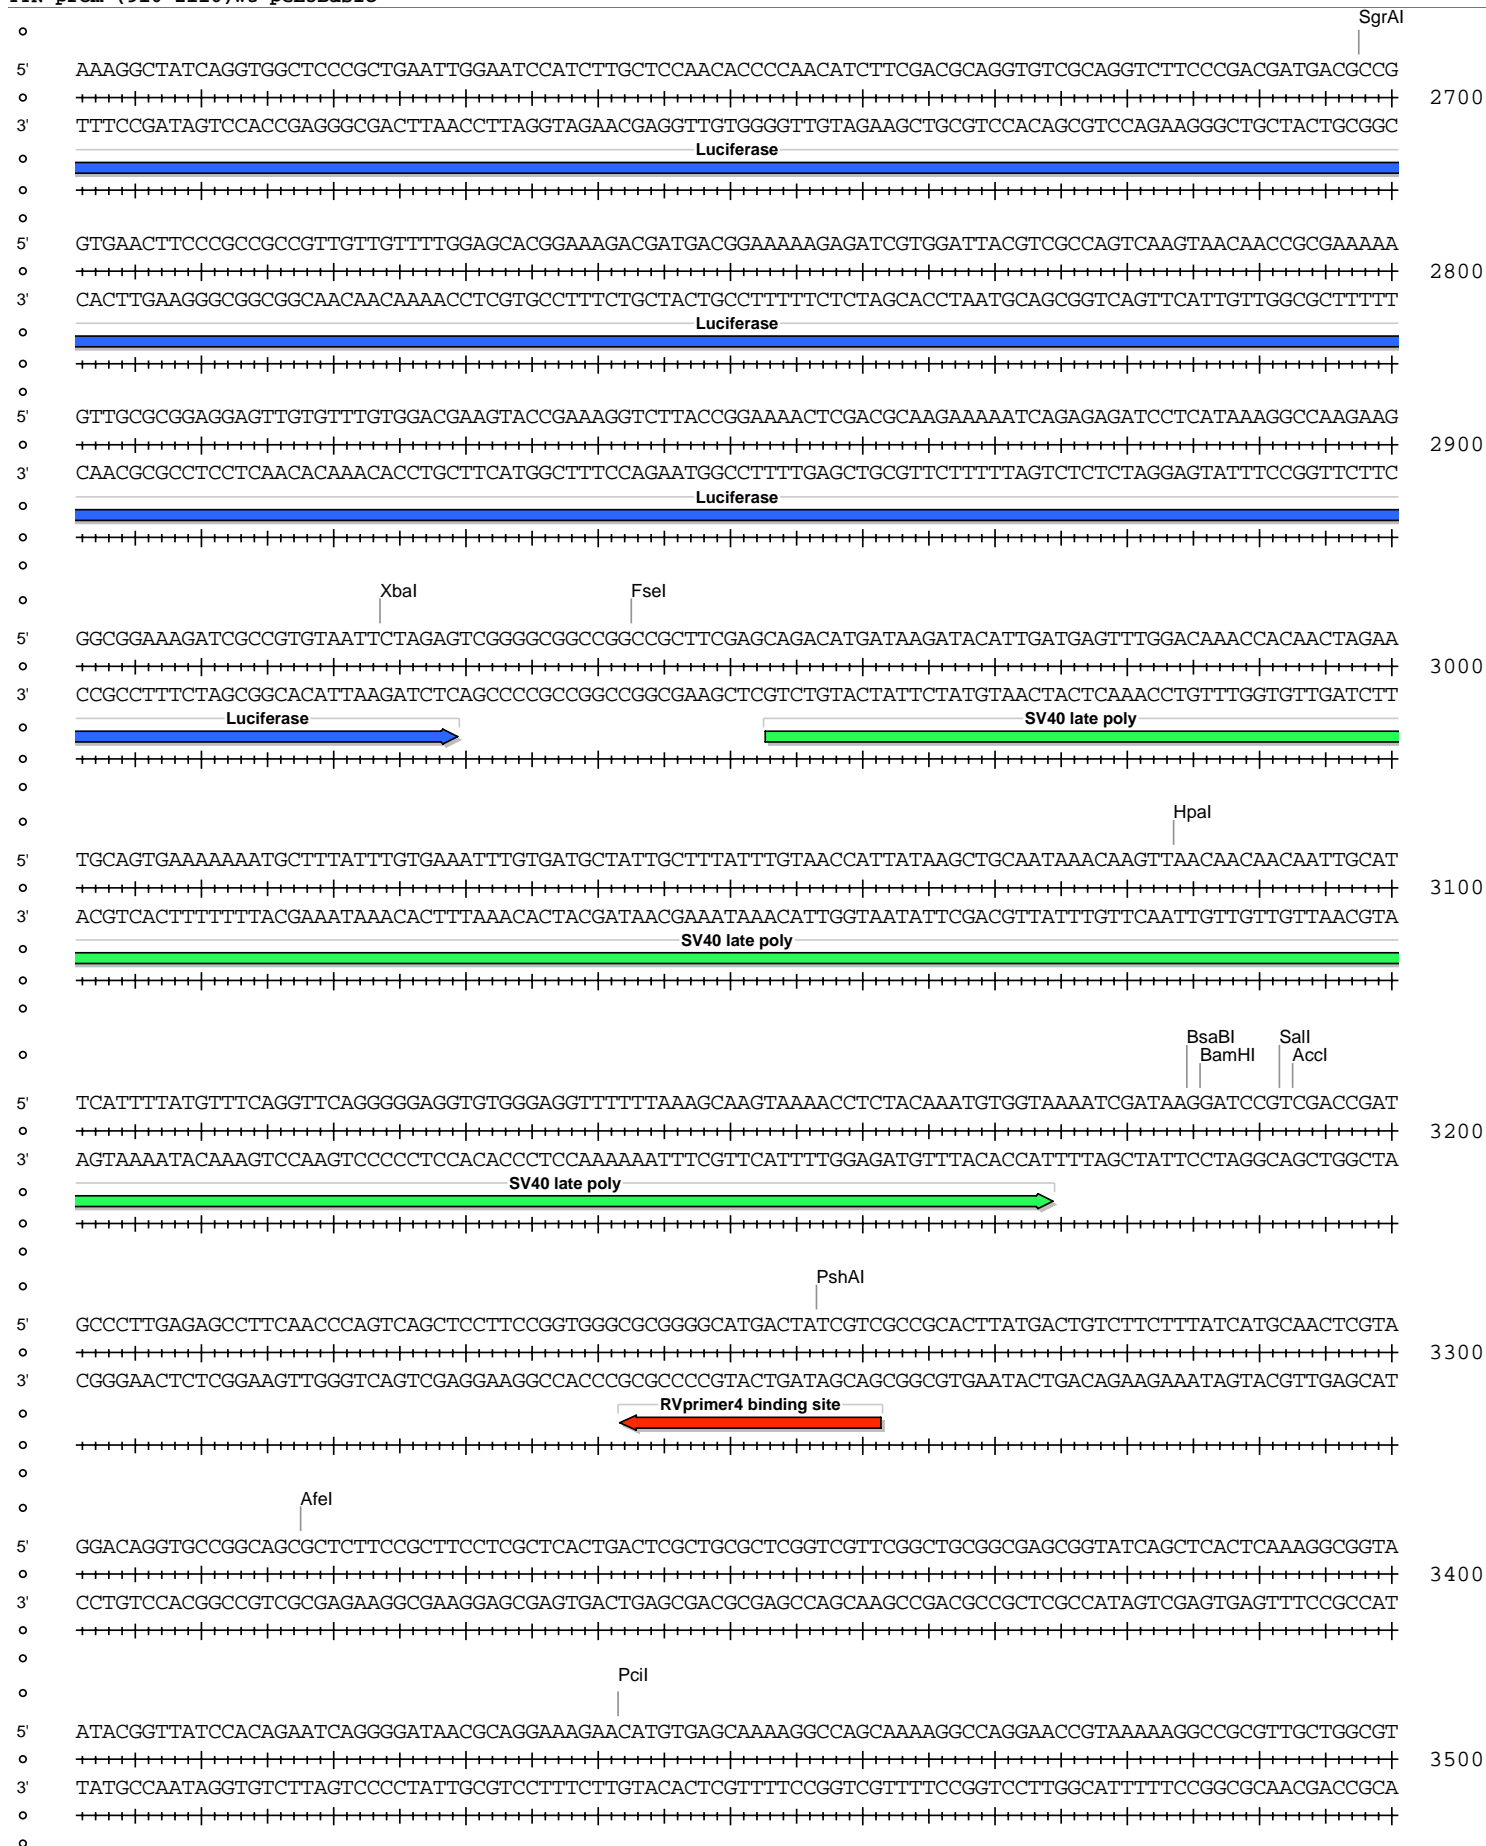 SgrAI
5' AAAGGCTATCAGGTGGCTCCCGCTGAATTGGAATCCATCTTGCTCCAACACCCCAACATCTTCGACGCAGGTGTCGCAGGTCTTCCCGACGATGACGCCG
2700
3' TTTCCGATAGTCCACCGAGGGCGACTTAACCTTAGGTAGAACGAGGTTGTGGGGTTGTAGAAGCTGCGTCCACAGCGTCCAGAAGGGCTGCTACTGCGGC
Luciferase
5' GTGAACTTCCCGCCGCCGTTGTTGTTTTGGAGCACGGAAAGACGATGACGGAAAAAGAGATCGTGGATTACGTCGCCAGTCAAGTAACAACCGCGAAAAA
2800
3' CACTTGAAGGGCGGCGGCAACAACAAAACCTCGTGCCTTTCTGCTACTGCCTTTTTCTCTAGCACCTAATGCAGCGGTCAGTTCATTGTTGGCGCTTTTT
Luciferase
5' GTTGCGCGGAGGAGTTGTGTTTGTGGACGAAGTACCGAAAGGTCTTACCGGAAAACTCGACGCAAGAAAAATCAGAGAGATCCTCATAAAGGCCAAGAAG
2900
3' CAACGCGCCTCCTCAACACAAACACCTGCTTCATGGCTTTCCAGAATGGCCTTTTGAGCTGCGTTCTTTTTAGTCTCTCTAGGAGTATTTCCGGTTCTTC
Luciferase
XbaI FseI
5' GGCGGAAAGATCGCCGTGTAATTCTAGAGTCGGGGCGGCCGGCCGCTTCGAGCAGACATGATAAGATACATTGATGAGTTTGGACAAACCACAACTAGAA
3000
3' CCGCCTTTCTAGCGGCACATTAAGATCTCAGCCCCGCCGGCCGGCGAAGCTCGTCTGTACTATTCTATGTAACTACTCAAACCTGTTTGGTGTTGATCTT
Luciferase SV40 late poly
HpaI
5' TGCAGTGAAAAAAATGCTTTATTTGTGAAATTTGTGATGCTATTGCTTTATTTGTAACCATTATAAGCTGCAATAAACAAGTTAACAACAACAATTGCAT
3100
3' ACGTCACTTTTTTTACGAAATAAACACTTTAAACACTACGATAACGAAATAAACATTGGTAATATTCGACGTTATTTGTTCAATTGTTGTTGTTAACGTA
SV40 late poly
BsaBI SalI
BamHI AccI
5' TCATTTTATGTTTCAGGTTCAGGGGGAGGTGTGGGAGGTTTTTTAAAGCAAGTAAAACCTCTACAAATGTGGTAAAATCGATAAGGATCCGTCGACCGAT
3200
3' AGTAAAATACAAAGTCCAAGTCCCCCTCCACACCCTCCAAAAAATTTCGTTCATTTTGGAGATGTTTACACCATTTTAGCTATTCCTAGGCAGCTGGCTA
SV40 late poly
PshAI
5' GCCCTTGAGAGCCTTCAACCCAGTCAGCTCCTTCCGGTGGGCGCGGGGCATGACTATCGTCGCCGCACTTATGACTGTCTTCTTTATCATGCAACTCGTA
3300
3' CGGGAACTCTCGGAAGTTGGGTCAGTCGAGGAAGGCCACCCGCGCCCCGTACTGATAGCAGCGGCGTGAATACTGACAGAAGAAATAGTACGTTGAGCAT
RVprimer4 binding site
AfeI
5' GGACAGGTGCCGGCAGCGCTCTTCCGCTTCCTCGCTCACTGACTCGCTGCGCTCGGTCGTTCGGCTGCGGCGAGCGGTATCAGCTCACTCAAAGGCGGTA
3400
3' CCTGTCCACGGCCGTCGCGAGAAGGCGAAGGAGCGAGTGACTGAGCGACGCGAGCCAGCAAGCCGACGCCGCTCGCCATAGTCGAGTGAGTTTCCGCCAT
PciI
5' ATACGGTTATCCACAGAATCAGGGGATAACGCAGGAAAGAACATGTGAGCAAAAGGCCAGCAAAAGGCCAGGAACCGTAAAAAGGCCGCGTTGCTGGCGT
3500
3' TATGCCAATAGGTGTCTTAGTCCCCTATTGCGTCCTTTCTTGTACACTCGTTTTCCGGTCGTTTTCCGGTCCTTGGCATTTTTCCGGCGCAACGACCGCA